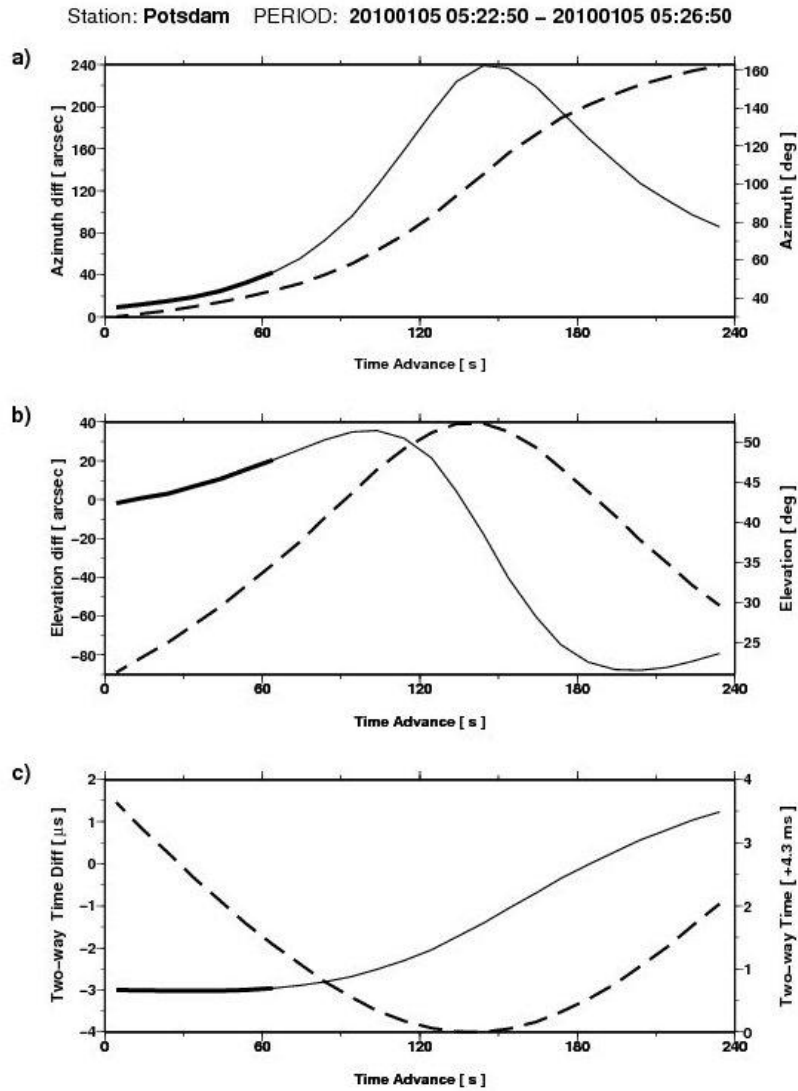 Station: Potsdam PERIOD: 20100105 05:22:50 – 20100105 05:26:50
a)
240
200
160
120
80
40
0
Azimuth diff [ arcsec]
160
140
120
100
80
60
40
Azimuth [ deg]
0 60 120 180 240
Time Advance [ s ]
b)
40
20
0
−20
−40
−60
−80
Elevation diff [ arcsec]
50
45
40
35
30
25
Elevation [ deg]
0 60 120 180 240
Time Advance [ s ]
c)
2
1
0
−1
−2
−3
−4
Two−way Time Diff [ µs ]
4
3
2
1
0
Two−way Time [ +4.3 ms ]
0 60 120 180 240
Time Advance [ s ]